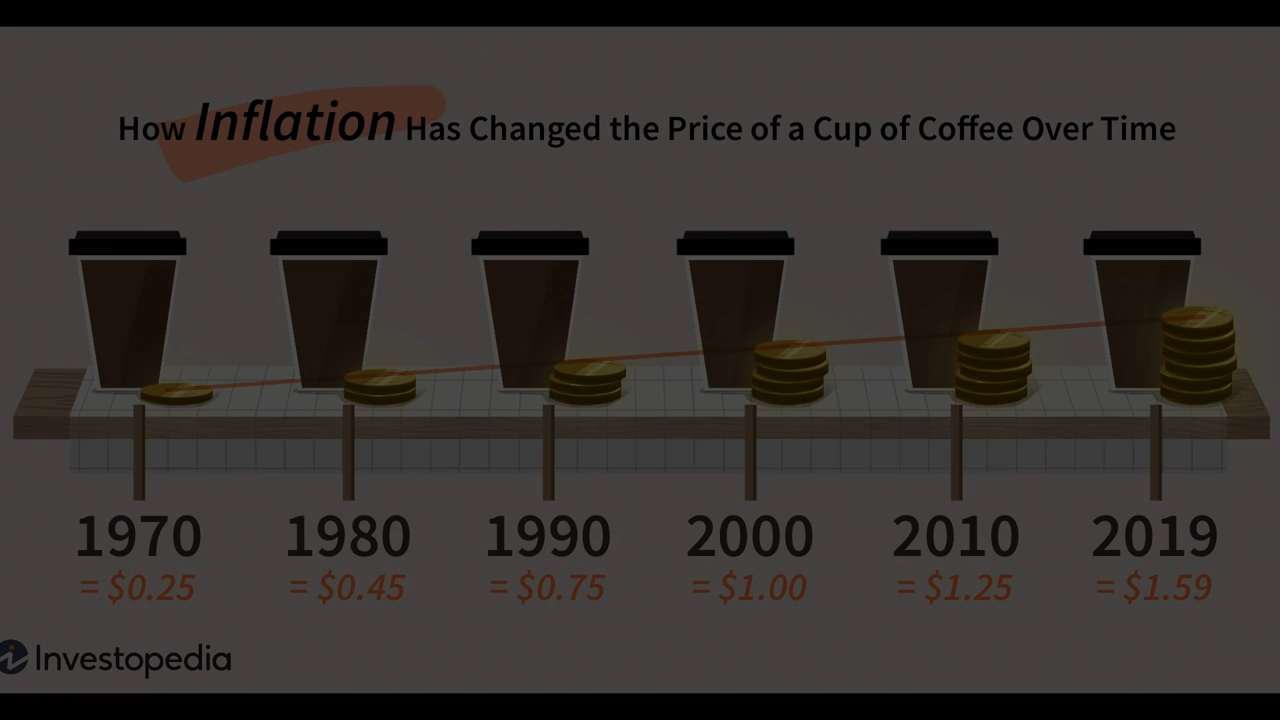 How Inflation Has Changed the Price of a Cup of Coffee Over Time
1970 1980 1990 2000 2010 2019
= $0.25 = $0.45 = $0.75 = $1.00 = $1.25 = $1.59
Investopedia